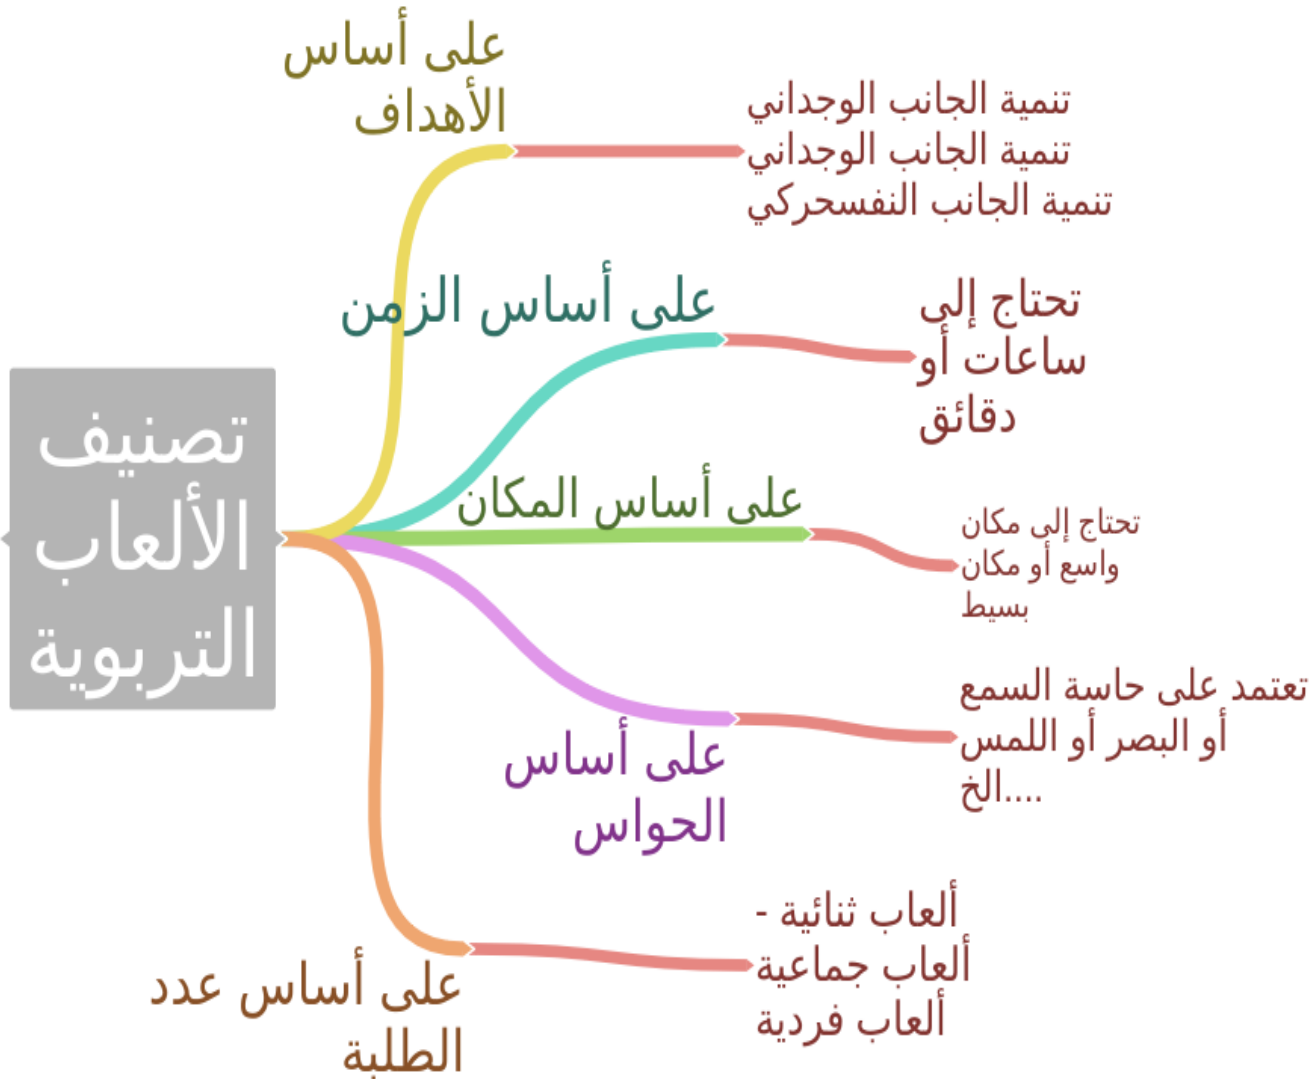 تصنيف
الألعاب
التربوية
على أساس
الأهداف
تنمية الجانب الوجداني
تنمية الجانب الوجداني
تنمية الجانب النفسحركي
على أساس الزمن
تحتاج إلى
ساعات أو
دقائق
على أساس المكان
تحتاج إلى مكان
واسع أو مكان
بسيط
على أساس
الحواس
تعتمد على حاسة السمع
أو البصر أو اللمس
....الخ
على أساس عدد
الطلبة
ألعاب ثنائية -
ألعاب جماعية
ألعاب فردية